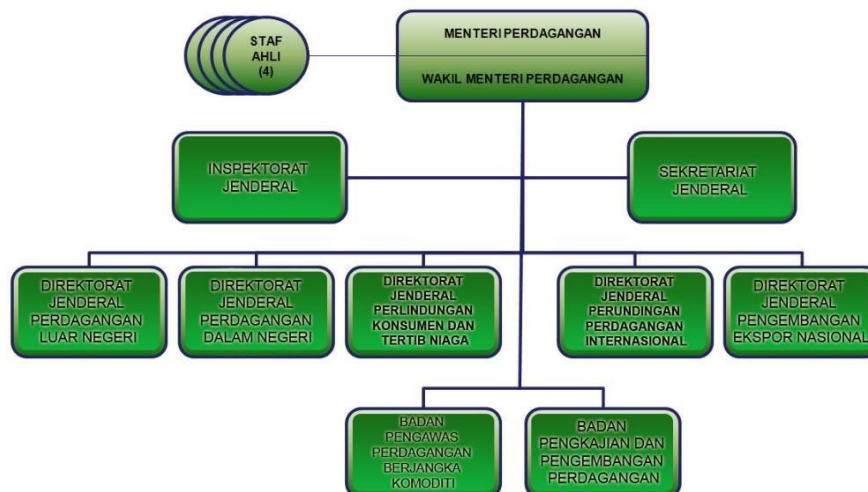 STAF
AHLI
(4)
MENTERI PERDAGANGAN
WAKIL MENTERI PERDAGANGAN
INSPEKTORAT
JENDERAL
SEKRETARIAT
JENDERAL
DIREKTORAT
JENDERAL
PERDAGANGAN
LUAR NEGERI
DIREKTORAT
JENDERAL
PERDAGANGAN
DALAM NEGERI
DIREKTORAT
JENDERAL
PERLINDUNGAN
KONSUMEN DAN
TERTIB NIAGA
DIREKTORAT
JENDERAL
PERUNDINGAN
PERDAGANGAN
INTERNASIONAL
DIREKTORAT
JENDERAL
PENGEMBANGAN
EKSPOR NASIONAL
BADAN
PENGAWAS
PERDAGANGAN
BERJANGKA
KOMODITI
BADAN
PENGKAJIAN DAN
PENGEMBANGAN
PERDAGANGAN